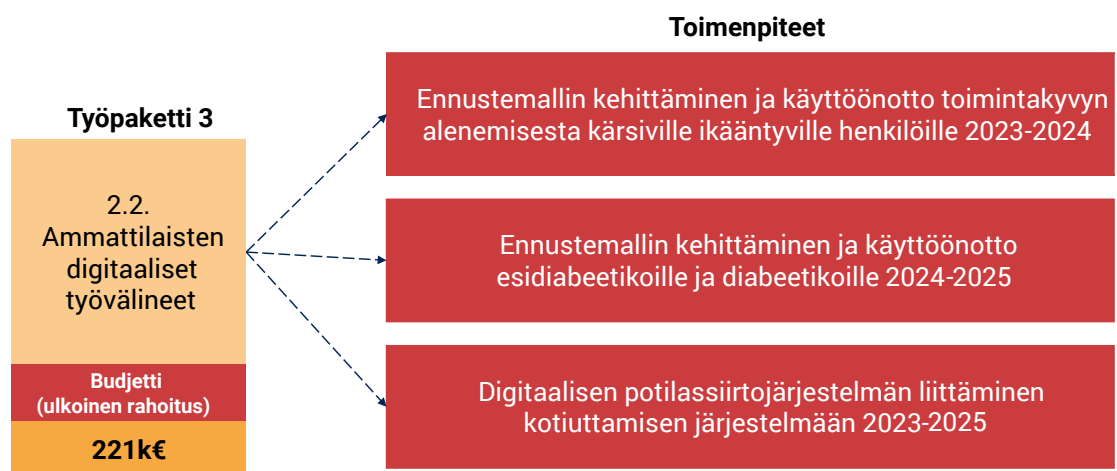 Toimenpiteet
Työpaketti 3
2.2.
Ammattilaisten
digitaaliset
työvälineet
Budjetti
(ulkoinen rahoitus)
221k€
Ennustemallin kehittäminen ja käyttöönotto toimintakyvyn
alenemisesta kärsiville ikääntyville henkilöille 2023-2024
Ennustemallin kehittäminen ja käyttöönotto
esidiabeetikoille ja diabeetikoille 2024-2025
Digitaalisen potilassiirtojärjestelmän liittäminen
kotiuttamisen järjestelmään 2023-2025